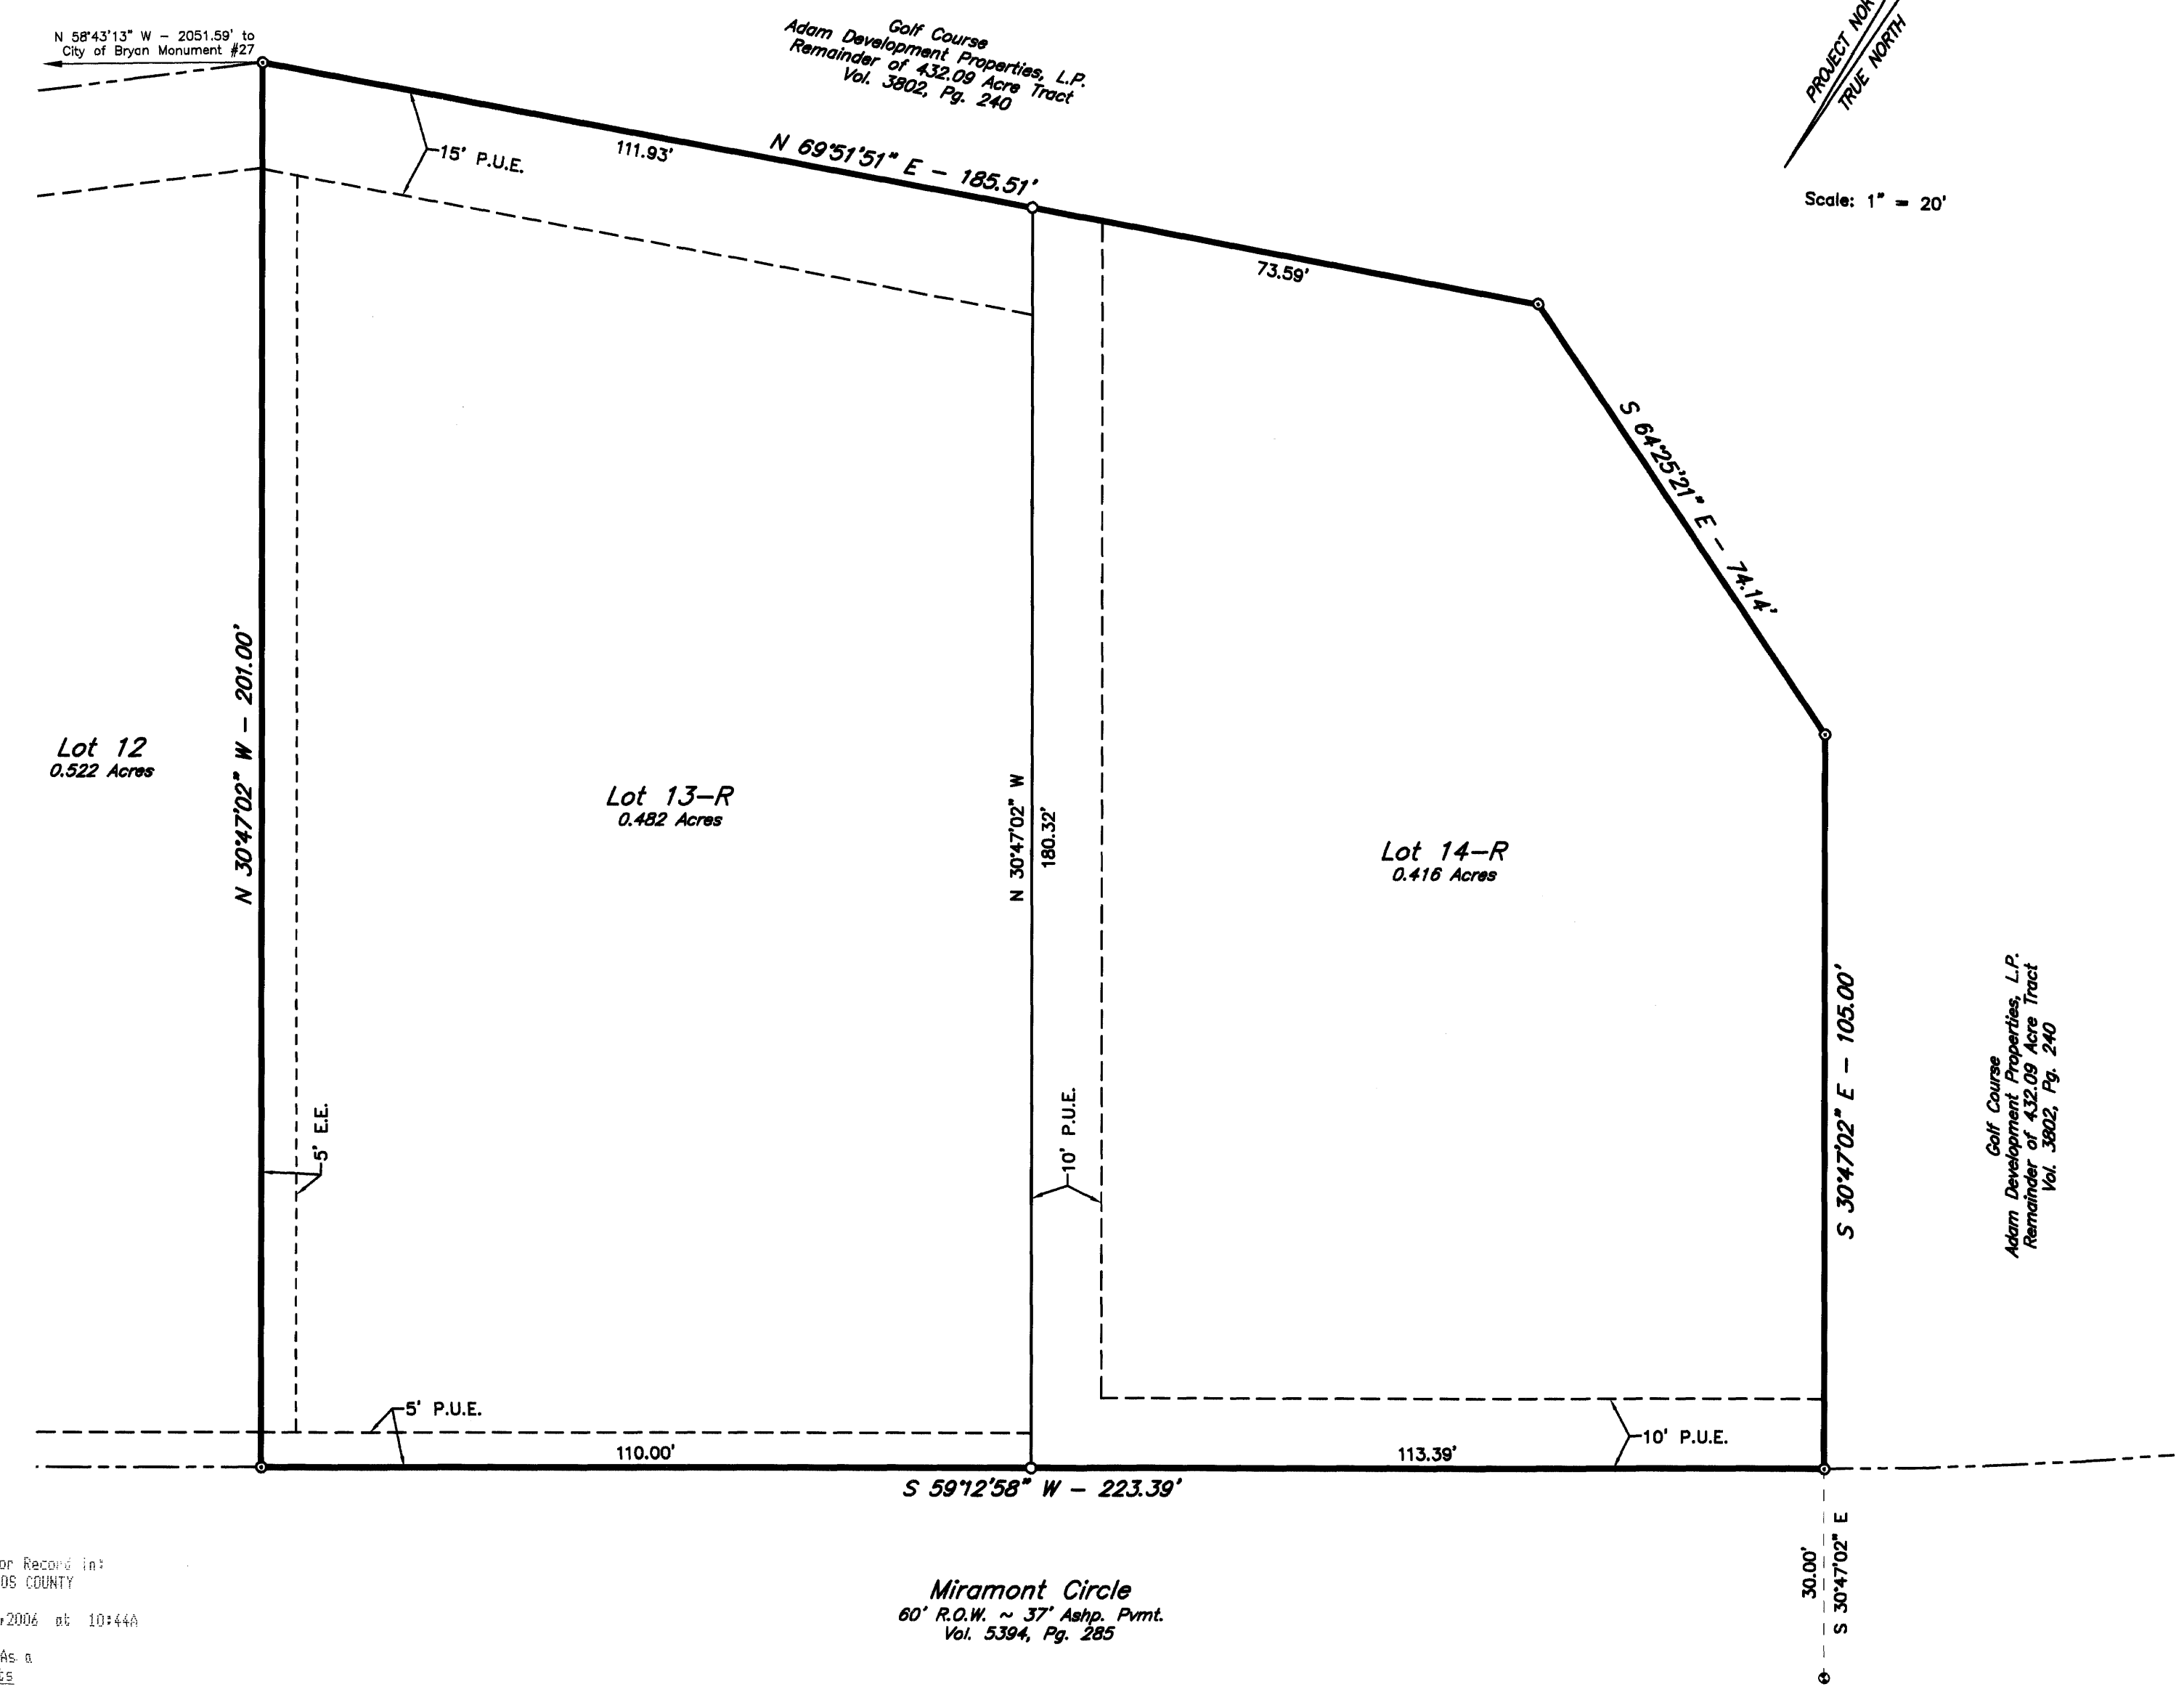 N 58°43'13" W - 2051.59' to
City of Bryan Monument #27
Golf Course
Adam Development Properties, L.P.
Remainder of 432.09 Acre Tract
Vol. 3802, Pg. 240
PROJECT
TRUE NORTH
Scale: 1" = 20'
15' P.U.E.
111.93'
N 69°51'51" E - 185.51'
73.59'
S 64°25'21" E - 74.14'
N 30°47'02" W - 201.00'
Lot 12
0.522 Acres
Lot 13-R
0.482 Acres
N 30°47'02" W
180.32'
Lot 14-R
0.416 Acres
S 30°47'02" E - 105.00'
Golf Course
Adam Development Properties, L.P.
Remainder of 432.09 Acre Tract
Vol. 3802, Pg. 240
5' E.E.
10' P.U.E.
5' P.U.E.
10' P.U.E.
110.00'
113.39'
S 59°12'58" W - 223.39'
30.00'
S 30°47'02" E
Miramont Circle
60' R.O.W. ~ 37' Ashp. Pvmt.
Vol. 5394, Pg. 285
or Record in:
OS COUNTY
2006 at 10:44A
As a